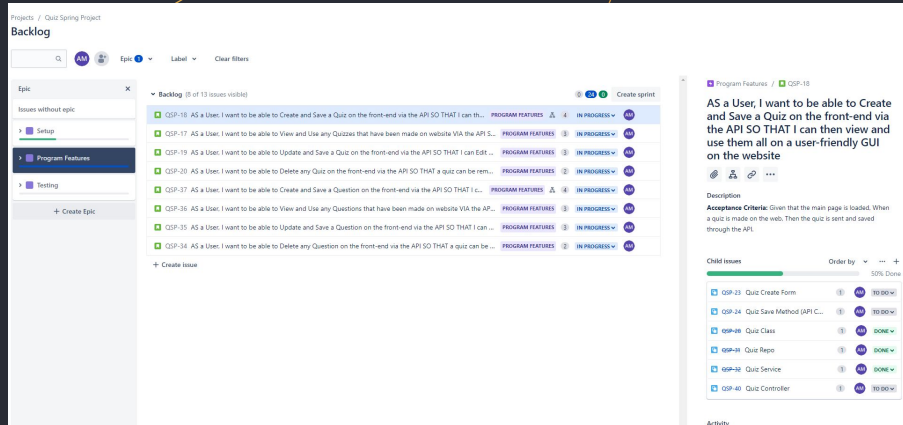 Projects / Quiz Spring Project
Backlog
AM
Epic 1
Label
Clear filters
Epic
Issues without epic
Setup
Program Features
Testing
+ Create Epic
Backlog (8 of 13 issues visible)
0 24 0 Create sprint
QSP-18 AS a User, I want to be able to Create and Save a Quiz on the front-end via the API SO THAT I can th... PROGRAM FEATURES 4 IN PROGRESS AM
QSP-17 AS a User, I want to be able to View and Use any Quizzes that have been made on website VIA the API S... PROGRAM FEATURES 3 IN PROGRESS AM
QSP-19 AS a User, I want to be able to Update and Save a Quiz on the front-end via the API SO THAT I can Edit ... PROGRAM FEATURES 3 IN PROGRESS AM
QSP-20 AS a User, I want to be able to Delete any Quiz on the front-end via the API SO THAT a quiz can be rem... PROGRAM FEATURES 2 IN PROGRESS AM
QSP-37 AS a User, I want to be able to Create and Save a Question on the front-end via the API SO THAT I c... PROGRAM FEATURES 4 IN PROGRESS AM
QSP-36 AS a User, I want to be able to View and Use any Questions that have been made on website VIA the AP... PROGRAM FEATURES 3 IN PROGRESS AM
QSP-35 AS a User, I want to be able to Update and Save a Question on the front-end via the API SO THAT I can ... PROGRAM FEATURES 3 IN PROGRESS AM
QSP-34 AS a User, I want to be able to Delete any Question on the front-end via the API SO THAT a quiz can be ... PROGRAM FEATURES 2 IN PROGRESS AM
+ Create issue
Program Features / QSP-18
AS a User, I want to be able to Create
and Save a Quiz on the front-end via
the API SO THAT I can then view and
use them all on a user-friendly GUI
on the website
Description
Acceptance Criteria: Given that the main page is loaded, When
a quiz is made on the web. Then the quiz is sent and saved
through the API.
Child issues
Order by
50% Done
QSP-23 Quiz Create Form 1 AM TO DO
QSP-24 Quiz Save Method (API C... 1 AM TO DO
QSP-28 Quiz Class 1 AM DONE
QSP-31 Quiz Repo 1 AM DONE
QSP-32 Quiz Service 1 AM DONE
QSP-40 Quiz Controller 1 AM TO DO
Activity